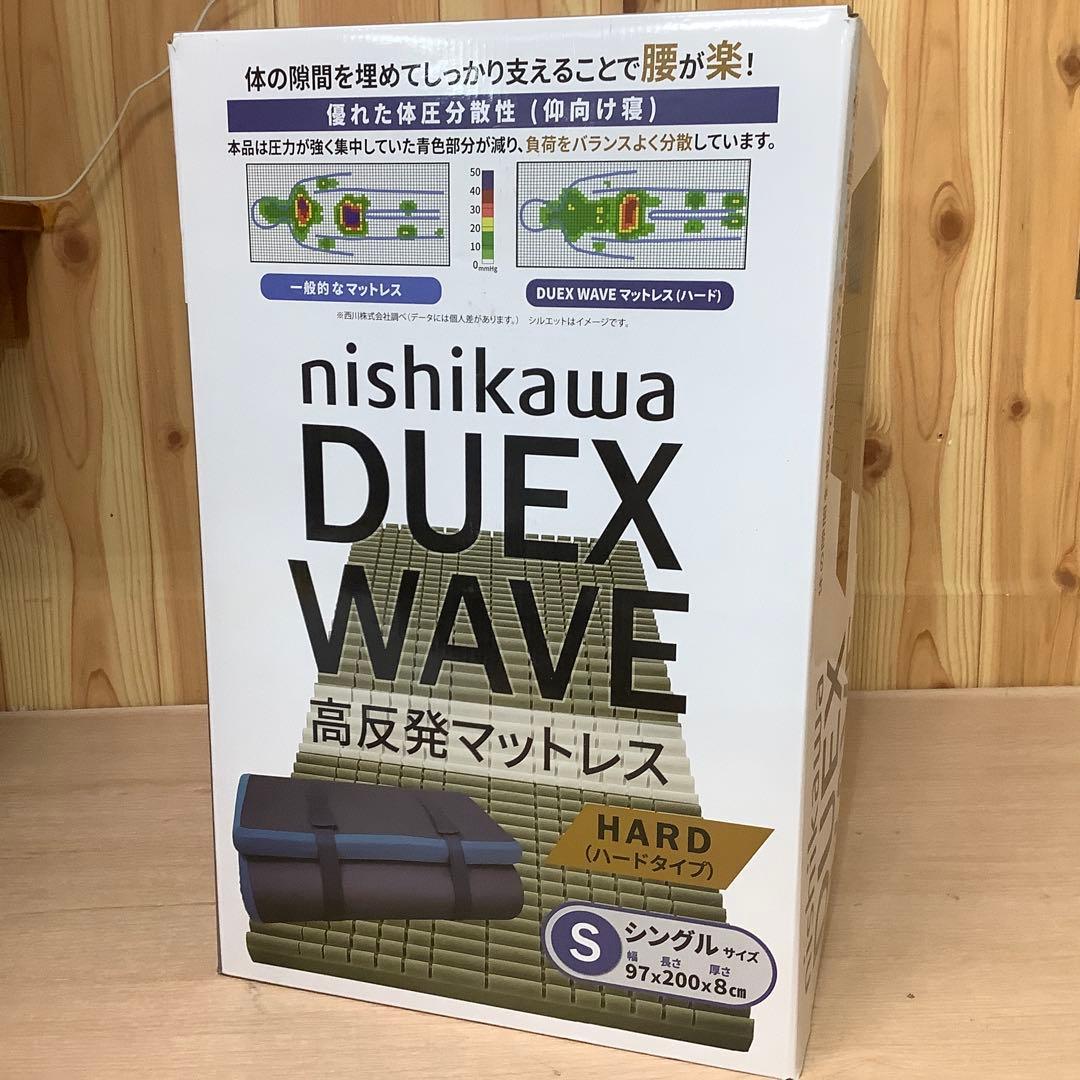 体の隙間を埋めてしっかり支えることで腰が楽!
優れた体圧分散性 (仰向け寝)
本品は圧力が強く集中していた青色部分が減り、負荷をバランスよく分散しています。
50
40
30
20
10
0mmHg
一般的なマットレス
DUEX WAVE マットレス(ハード)
※西川株式会社調べ(データには個人差があります。) シルエットはイメージです。
nishikawa
DUEX
WAVE
高反発マットレス
HARD
(ハードタイプ)
S シングルサイズ
幅 長さ 厚さ
97x200x8cm